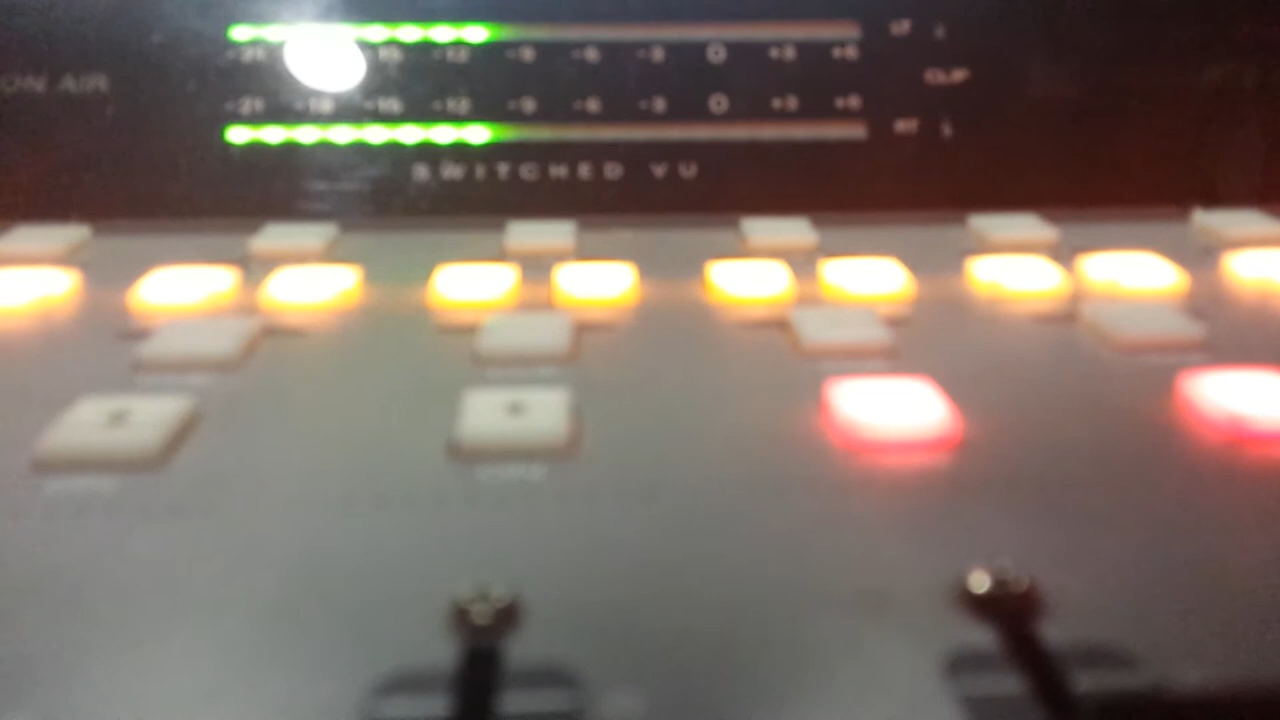 -21 -15 -12 -9 -6 -3 0 +3 +6
ON AIR
CLIP
-21 -18 -15 -12 -9 -6 -3 0 +3 +6
RT
SWITCHED VU